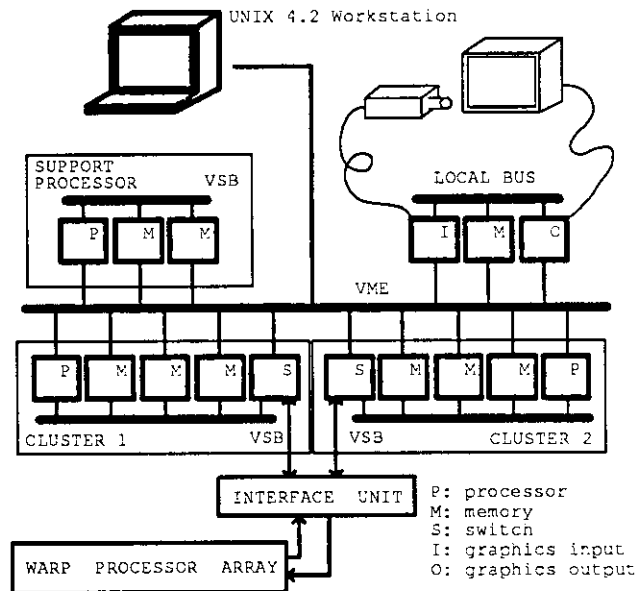 UNIX 4.2 Workstation
SUPPORT
PROCESSOR VSB
P M M
LOCAL BUS
I M O
VME
P M M M S
S M M M P
CLUSTER 1 VSB
VSB CLUSTER 2
INTERFACE UNIT
WARP PROCESSOR ARRAY
P: processor
M: memory
S: switch
I: graphics input
O: graphics output